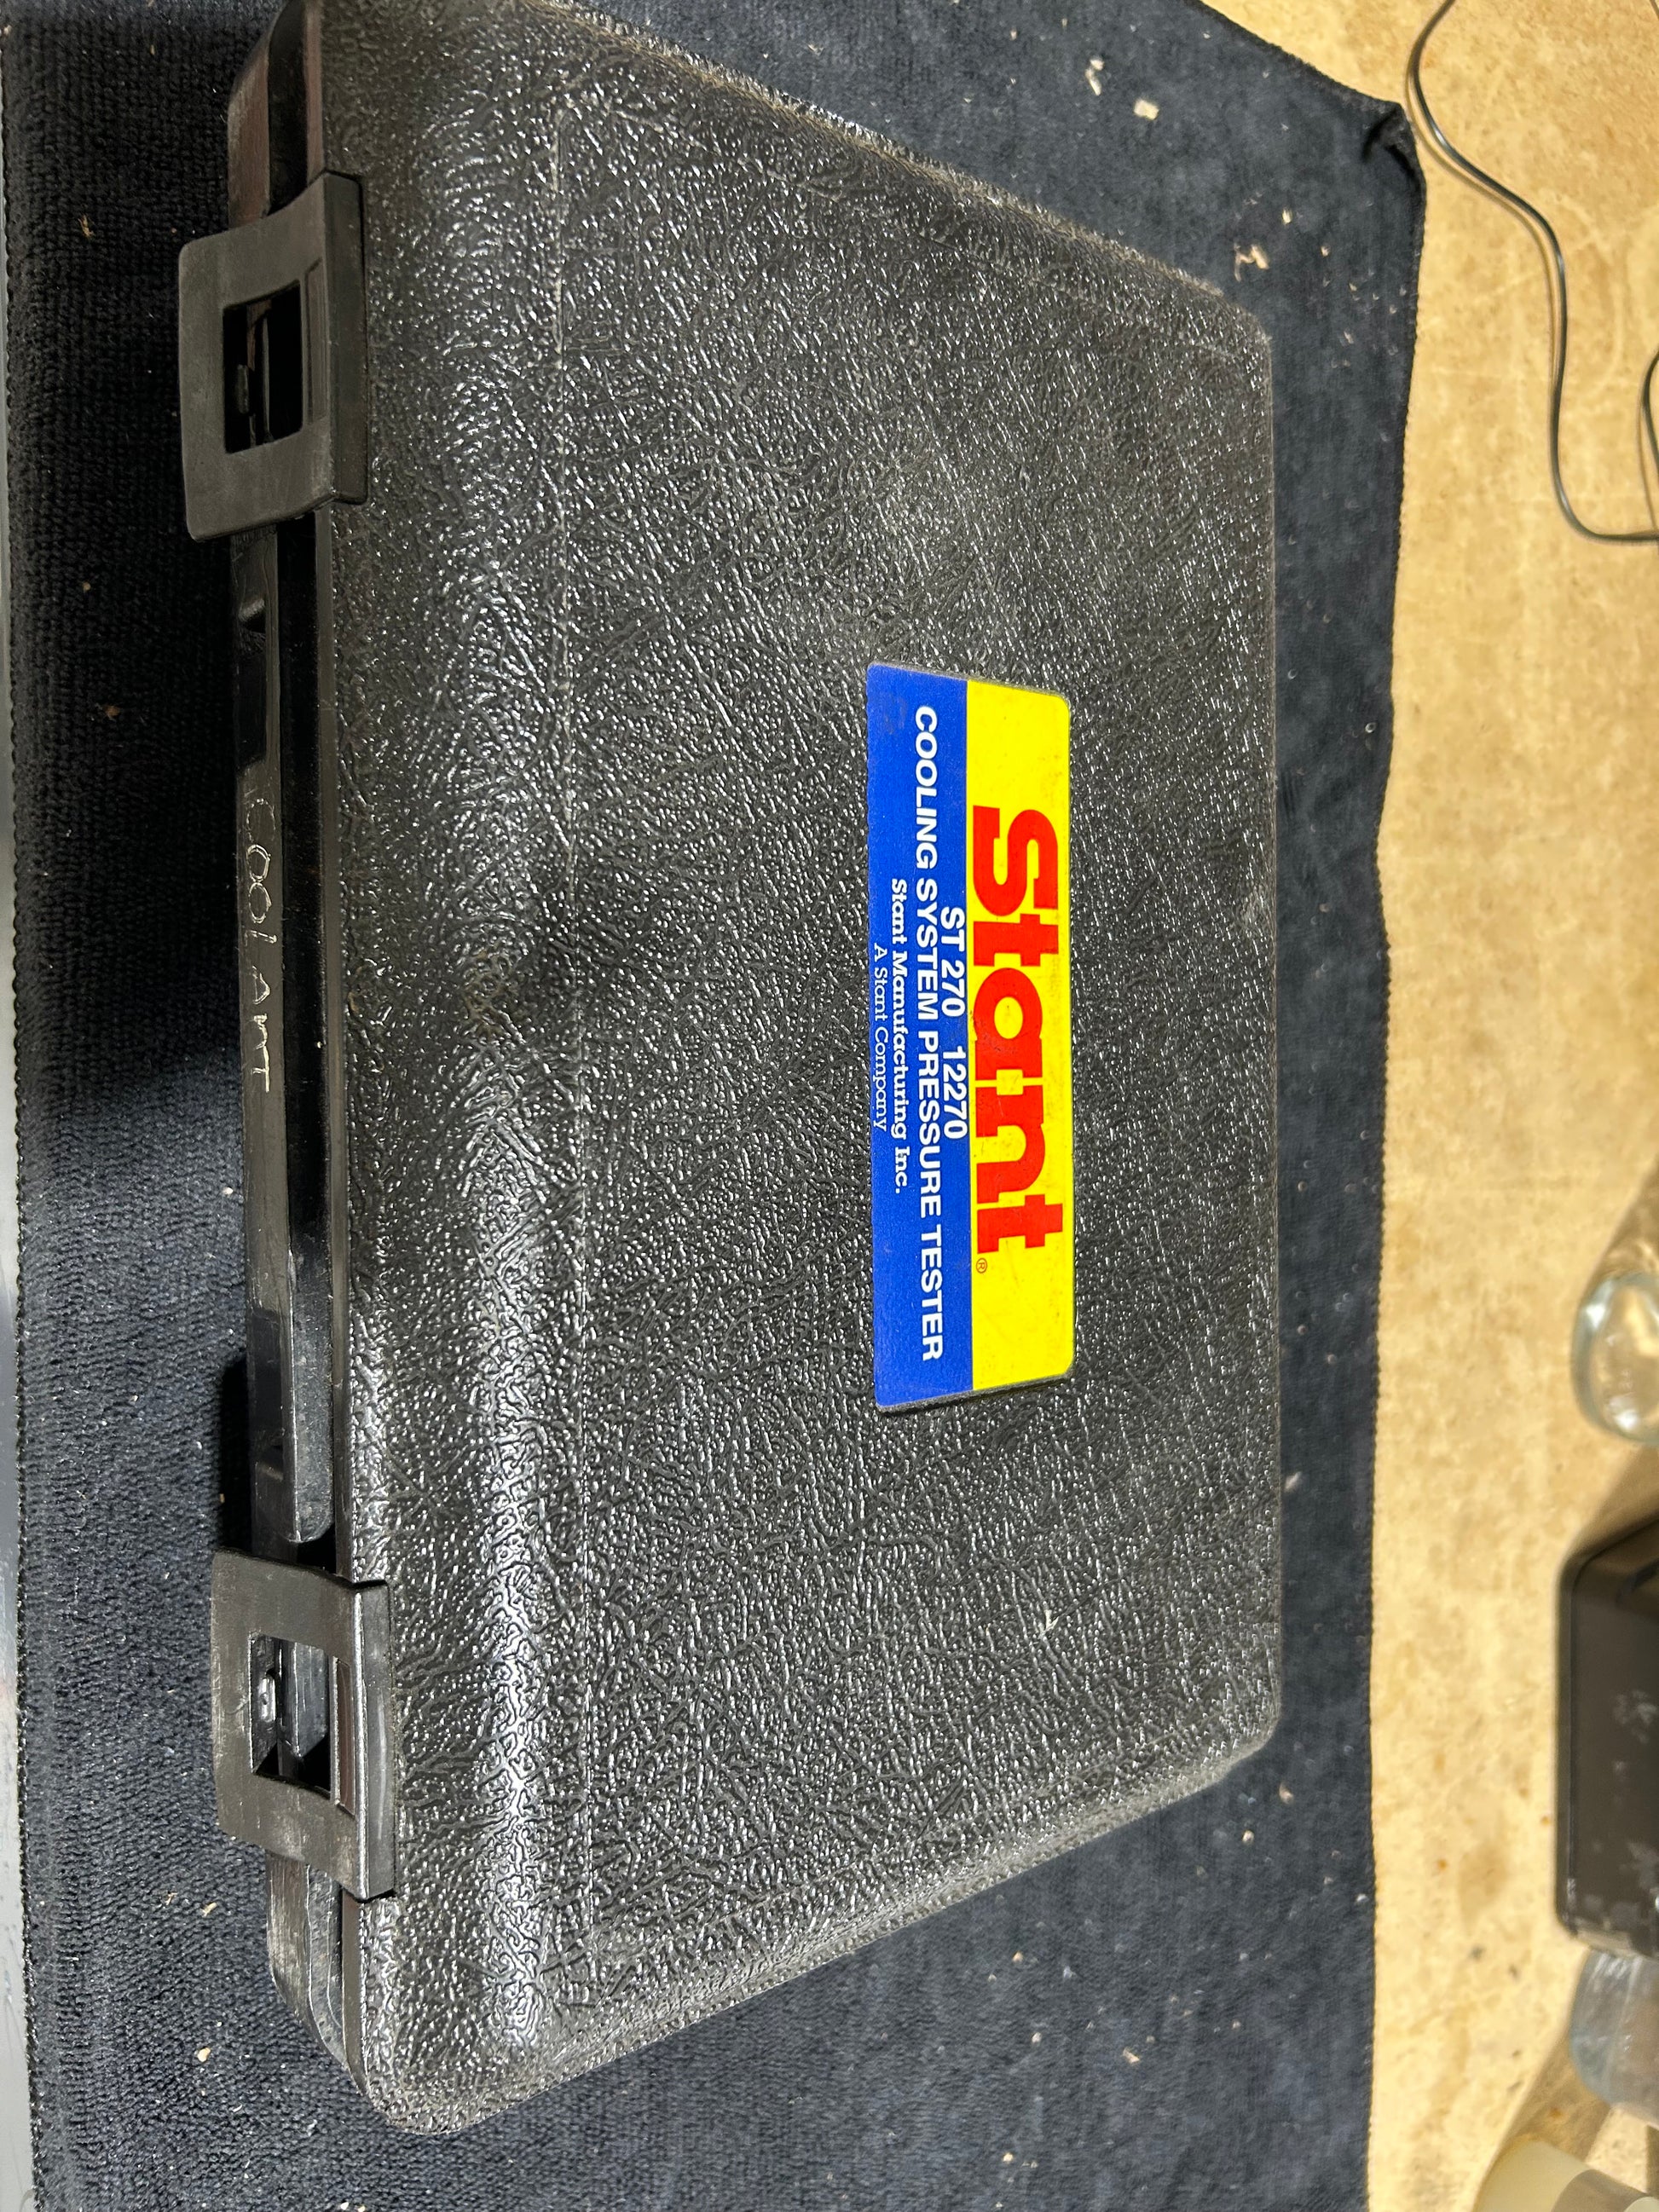 Stant®
ST 270 12270
COOLING SYSTEM PRESSURE TESTER
Stant Manufacturing Inc.
A Stant Company
COOlAnT